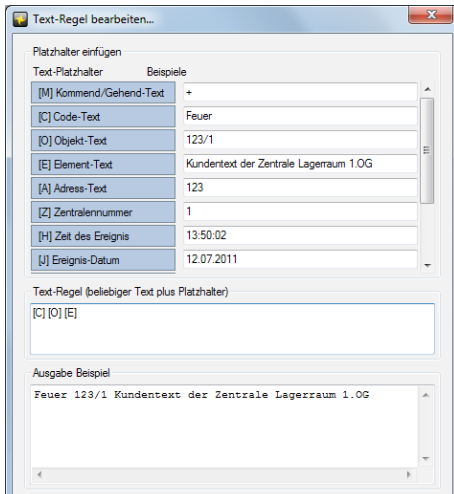 Text-Regel bearbeiten...
Platzhalter einfügen
Text-Platzhalter Beispiele
[M] Kommend/Gehend-Text +
[C] Code-Text Feuer
[O] Objekt-Text 123/1
[E] Element-Text Kundentext der Zentrale Lagerraum 1.OG
[A] Adress-Text 123
[Z] Zentralennummer 1
[H] Zeit des Ereignis 13:50:02
[J] Ereignis-Datum 12.07.2011
Text-Regel (beliebiger Text plus Platzhalter)
[C] [O] [E]
Ausgabe Beispiel
Feuer 123/1 Kundentext der Zentrale Lagerraum 1.OG